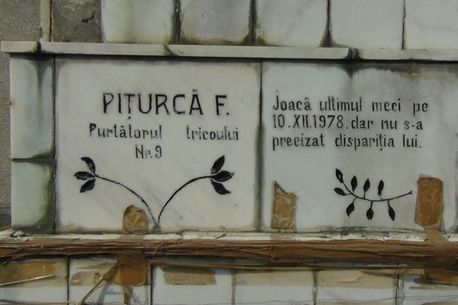 PIȚURCĂ F.
Purtătorul tricoului
Nr.9
Joacă ultimul meci pe
10.XII.1978. dar nu s-a
precizat dispariția lui.